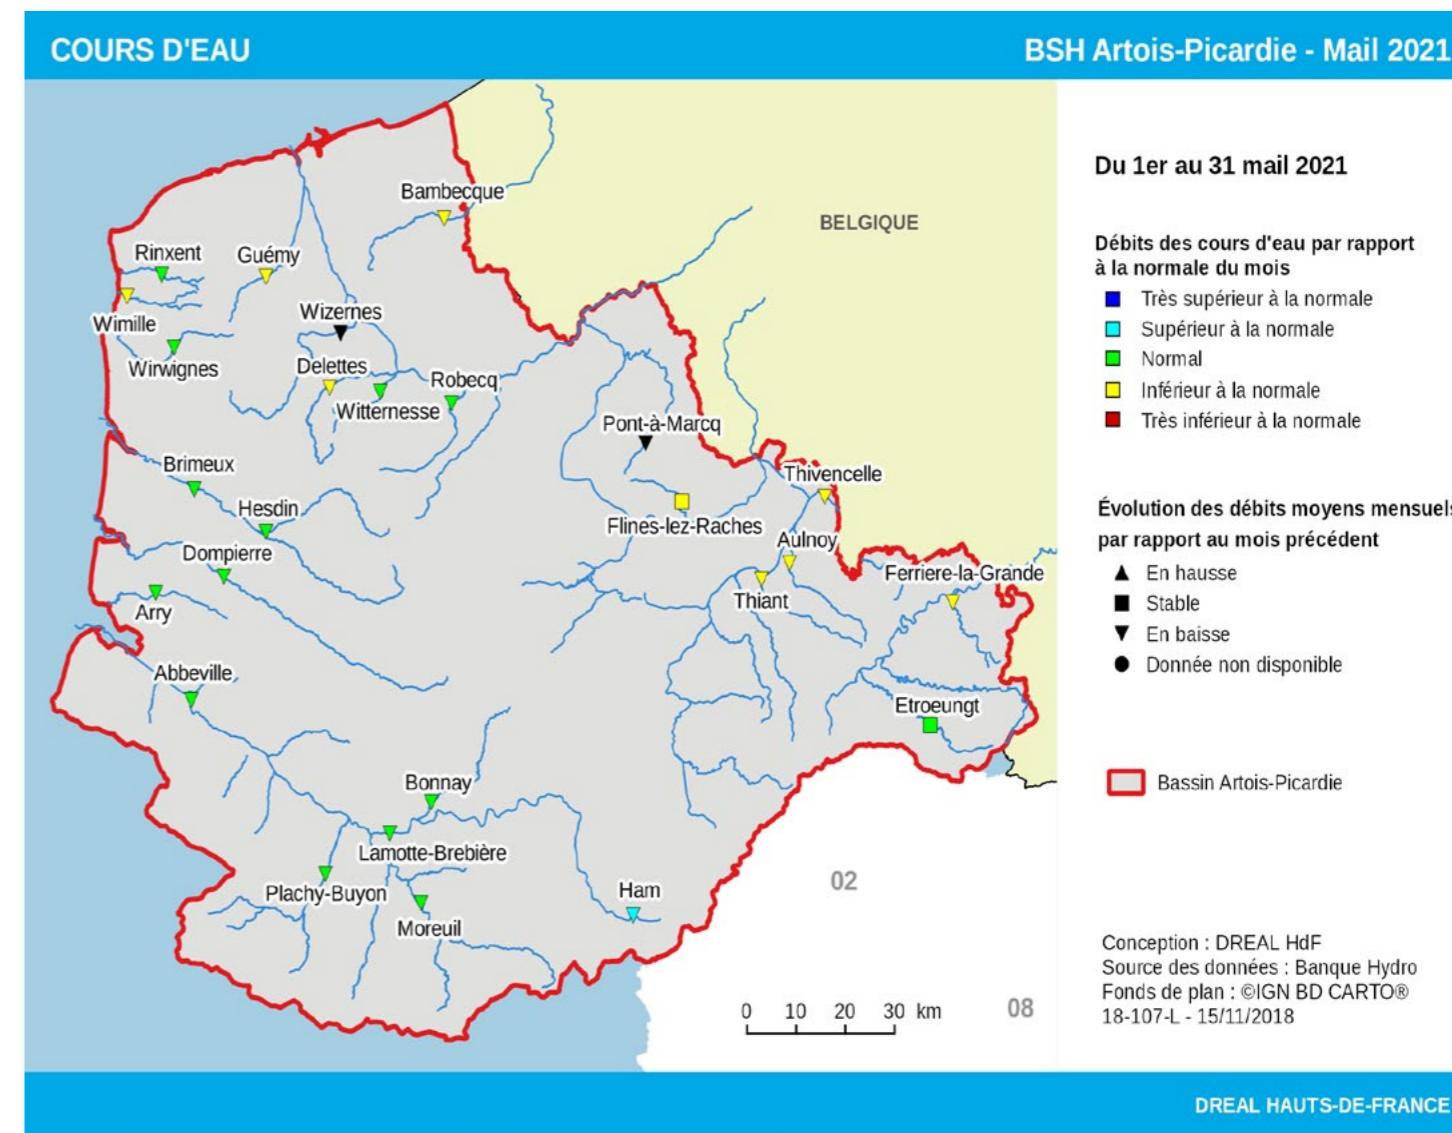 COURS D'EAU
BSH Artois-Picardie - Mail 2021
Du 1er au 31 mail 2021
Débits des cours d'eau par rapport
à la normale du mois
Très supérieur à la normale
Supérieur à la normale
Normal
Inférieur à la normale
Très inférieur à la normale
Évolution des débits moyens mensuels
par rapport au mois précédent
En hausse
Stable
En baisse
Donnée non disponible
Bassin Artois-Picardie
Conception : DREAL HdF
Source des données : Banque Hydro
Fonds de plan : ©IGN BD CARTO®
18-107-L - 15/11/2018
BELGIQUE
Bambecque
Rinxent
Guémy
Wimille
Wizernes
Wirwignes
Delettes
Robecq
Witternesse
Pont-à-Marcq
Brimeux
Thivencelle
Hesdin
Flines-lez-Raches
Aulnoy
Dompierre
Ferriere-la-Grande
Thiant
Arry
Abbeville
Etroeungt
Bonnay
Lamotte-Brebière
Plachy-Buyon
Ham
Moreuil
02
08
0 10 20 30 km
DREAL HAUTS-DE-FRANCE